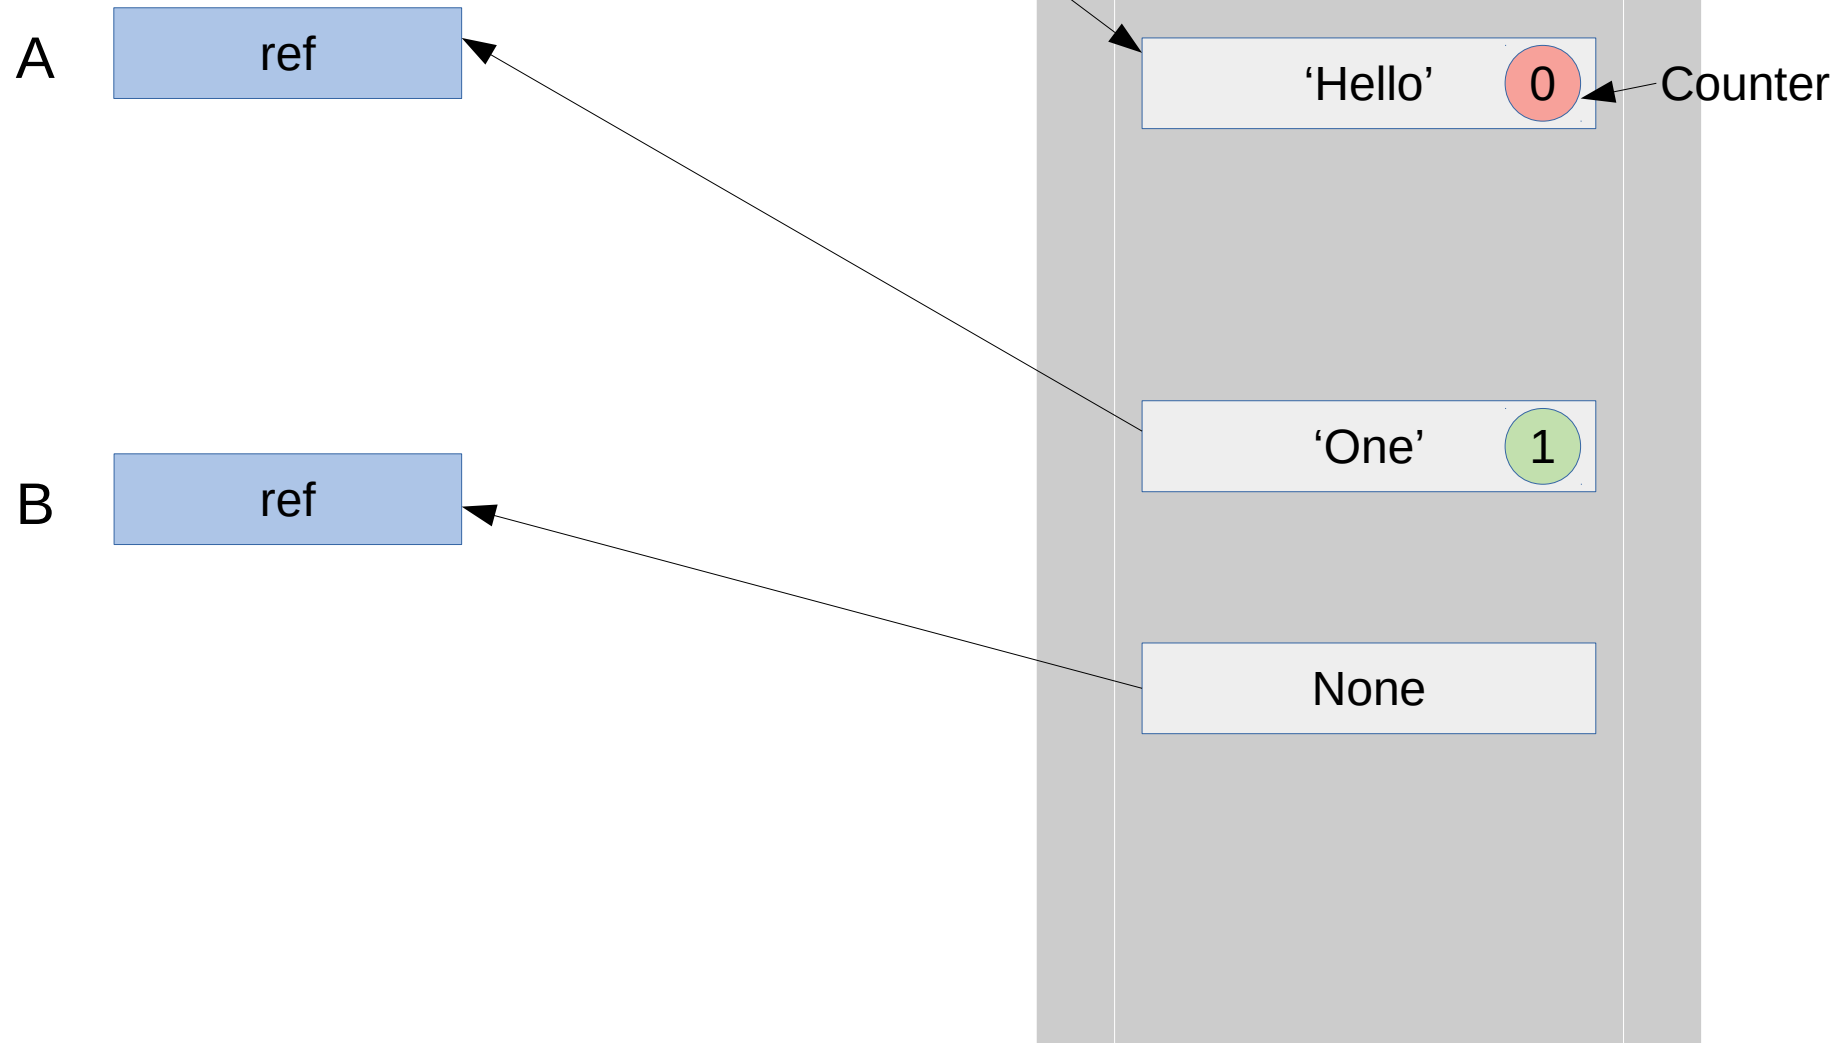 A
ref
‘Hello’
0
Counter
‘One’
1
B
ref
None